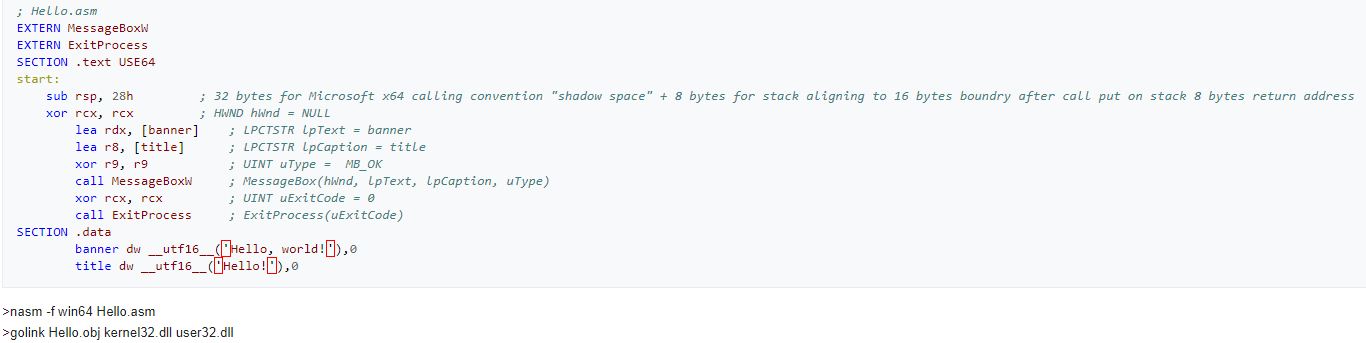 ; Hello.asm
EXTERN MessageBoxW
EXTERN ExitProcess
SECTION .text USE64
start:
    sub rsp, 28h        ; 32 bytes for Microsoft x64 calling convention "shadow space" + 8 bytes for stack aligning to 16 bytes boundry after call put on stack 8 bytes return address
    xor rcx, rcx        ; HWND hWnd = NULL
        lea rdx, [banner]    ; LPCTSTR lpText = banner
        lea r8, [title]      ; LPCTSTR lpCaption = title
        xor r9, r9           ; UINT uType =  MB_OK
        call MessageBoxW     ; MessageBox(hWnd, lpText, lpCaption, uType)
        xor rcx, rcx         ; UINT uExitCode = 0
        call ExitProcess     ; ExitProcess(uExitCode)
SECTION .data
        banner dw __utf16__('Hello, world!'),0
        title dw __utf16__('Hello!'),0
>nasm -f win64 Hello.asm
>golink Hello.obj kernel32.dll user32.dll